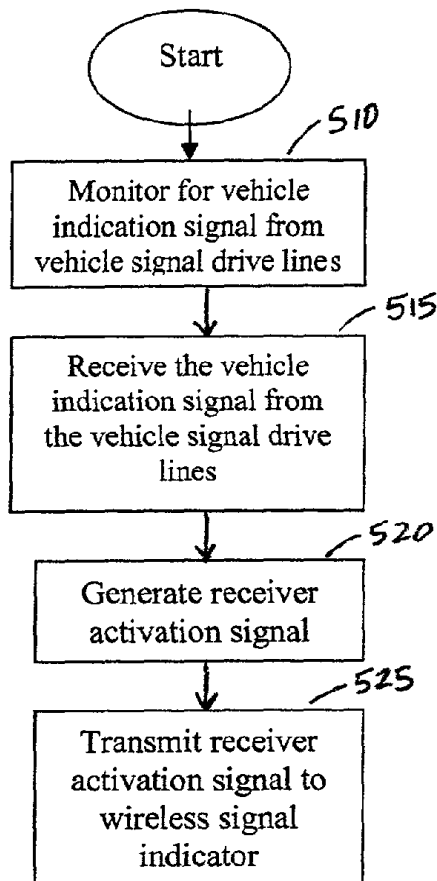 Start
510
Monitor for vehicle
indication signal from
vehicle signal drive lines
515
Receive the vehicle
indication signal from
the vehicle signal drive
lines
520
Generate receiver
activation signal
525
Transmit receiver
activation signal to
wireless signal
indicator